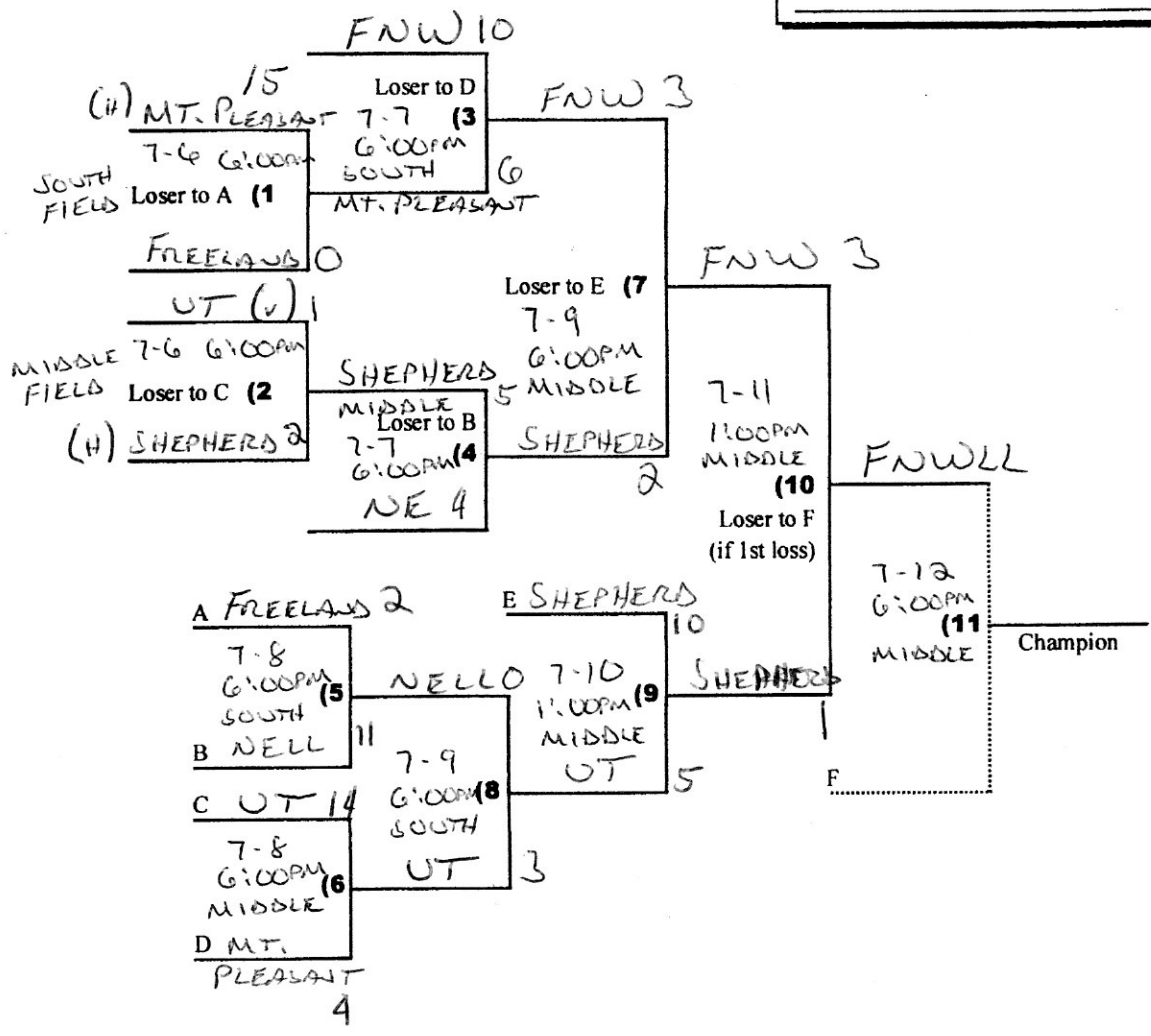 FNW 10
15
(H) MT. PLEASANT
Loser to D
7-7 (3
6:00PM
SOUTH
FNW 3
7-6 6:00PM
SOUTH FIELD
Loser to A (1
MT. PLEASANT
6
FREELAND 0
UT (V) 1
MIDDLE FIELD
7-6 6:00PM
Loser to C (2
(H) SHEPHERD 2
Loser to E (7
7-9
6:00PM
MIDDLE
FNW 3
SHEPHERD 5
MIDDLE
Loser to B
7-7
6:00PM (4
SHEPHERD
2
NE 4
7-11
1:00PM
MIDDLE
(10
Loser to F
(if 1st loss)
FNWLL
7-12
6:00PM
(11
MIDDLE
Champion
A FREELAND 2
7-8
6:00PM (5
SOUTH
B NELL 11
NELL 0
E SHEPHERD
10
7-10
1:00PM (9
MIDDLE
UT 5
SHEPHERD
1
F
C UT 14
7-8
6:00PM (6
MIDDLE
D MT. PLEASANT
4
7-9
6:00PM (8
SOUTH
UT 3